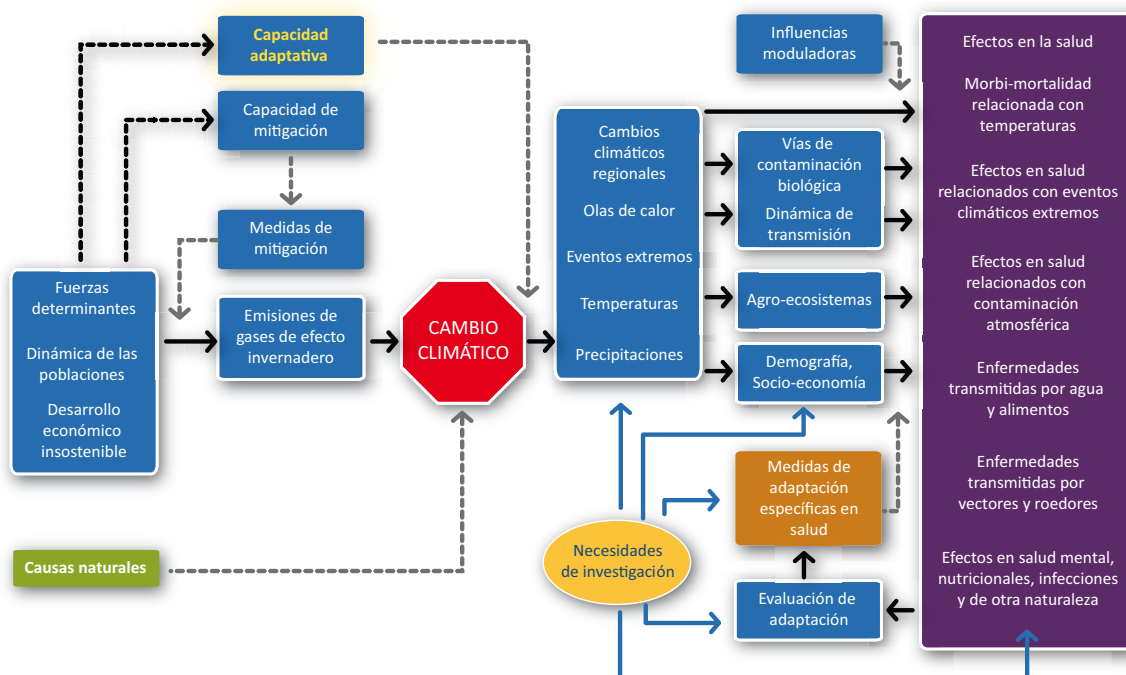 Capacidad
adaptativa
Capacidad de
mitigación
Medidas de
mitigación
Fuerzas
determinantes
Dinámica de las
poblaciones
Desarrollo
económico
insostenible
Emisiones de
gases de efecto
invernadero
Causas naturales
CAMBIO
CLIMÁTICO
Cambios
climáticos
regionales
Olas de calor
Eventos extremos
Temperaturas
Precipitaciones
Influencias
moduladoras
Vías de
contaminación
biológica
Dinámica de
transmisión
Agro-ecosistemas
Demografía,
Socio-economía
Medidas de
adaptación
específicas en
salud
Necesidades
de investigación
Evaluación de
adaptación
Efectos en la salud
Morbi-mortalidad
relacionada con
temperaturas
Efectos en salud
relacionados con eventos
climáticos extremos
Efectos en salud
relacionados con
contaminación
atmosférica
Enfermedades
transmitidas por agua
y alimentos
Enfermedades
transmitidas por
vectores y roedores
Efectos en salud mental,
nutricionales, infecciones
y de otra naturaleza